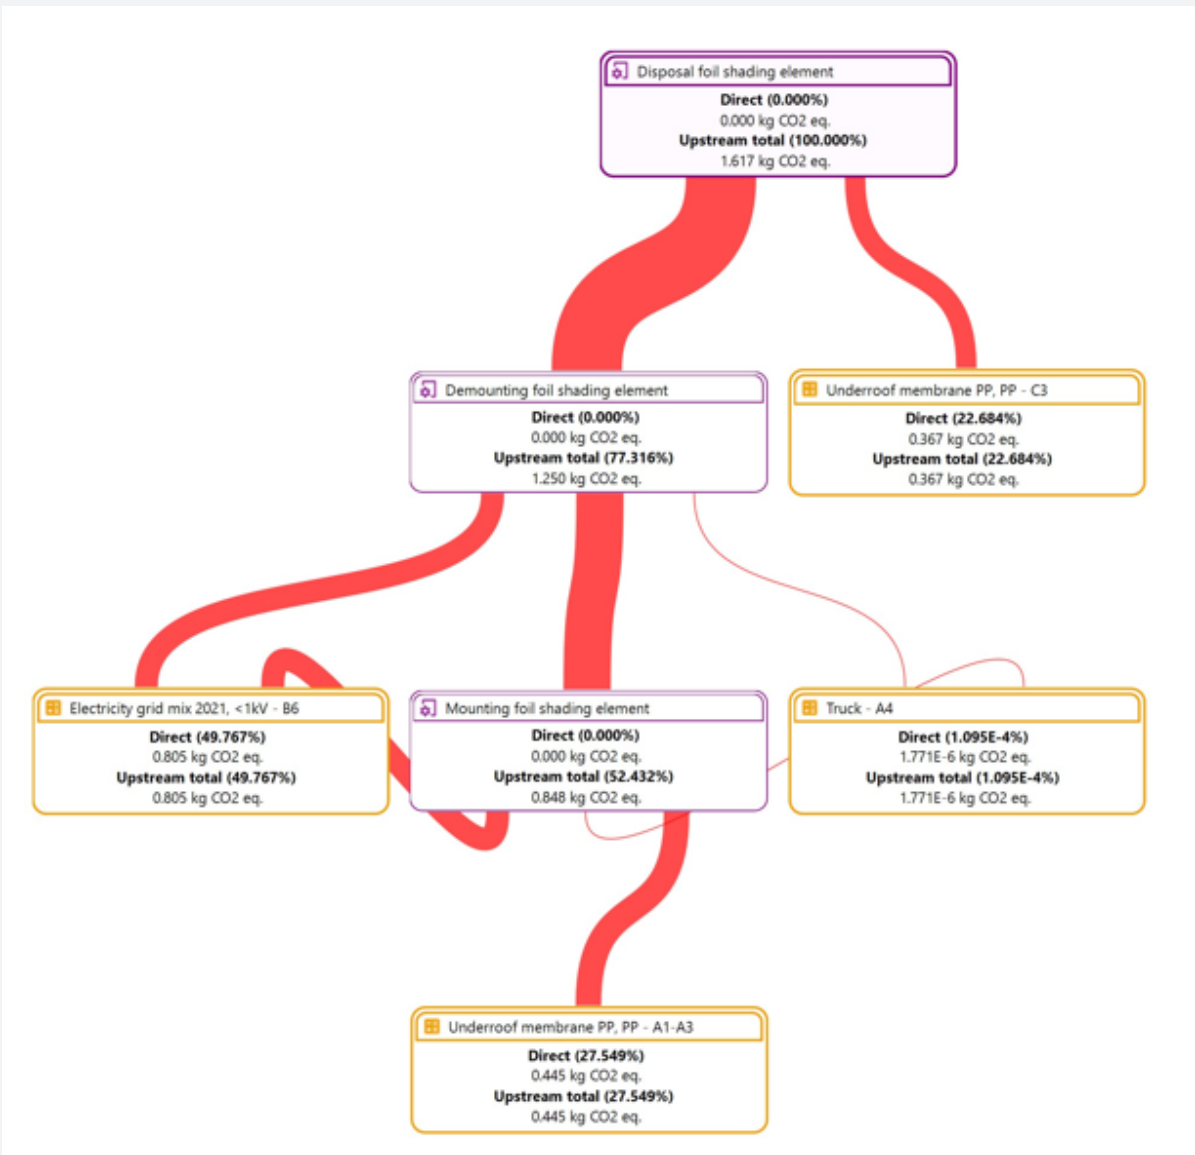 Disposal foil shading element
Direct (0.000%)
0.000 kg CO2 eq.
Upstream total (100.000%)
1.617 kg CO2 eq.
Demounting foil shading element
Direct (0.000%)
0.000 kg CO2 eq.
Upstream total (77.316%)
1.250 kg CO2 eq.
Underroof membrane PP, PP - C3
Direct (22.684%)
0.367 kg CO2 eq.
Upstream total (22.684%)
0.367 kg CO2 eq.
Electricity grid mix 2021, <1kV - B6
Direct (49.767%)
0.805 kg CO2 eq.
Upstream total (49.767%)
0.805 kg CO2 eq.
Mounting foil shading element
Direct (0.000%)
0.000 kg CO2 eq.
Upstream total (52.432%)
0.848 kg CO2 eq.
Truck - A4
Direct (1.095E-4%)
1.771E-6 kg CO2 eq.
Upstream total (1.095E-4%)
1.771E-6 kg CO2 eq.
Underroof membrane PP, PP - A1-A3
Direct (27.549%)
0.445 kg CO2 eq.
Upstream total (27.549%)
0.445 kg CO2 eq.